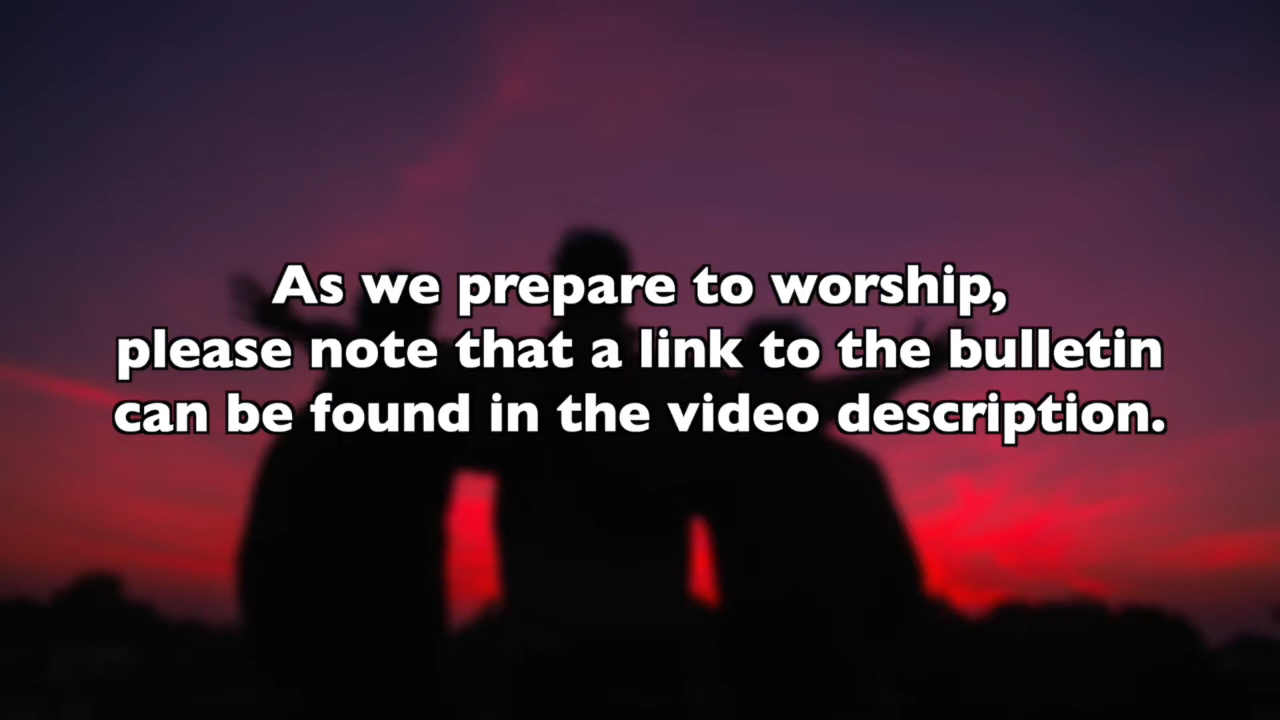 As we prepare to worship,
please note that a link to the bulletin
can be found in the video description.